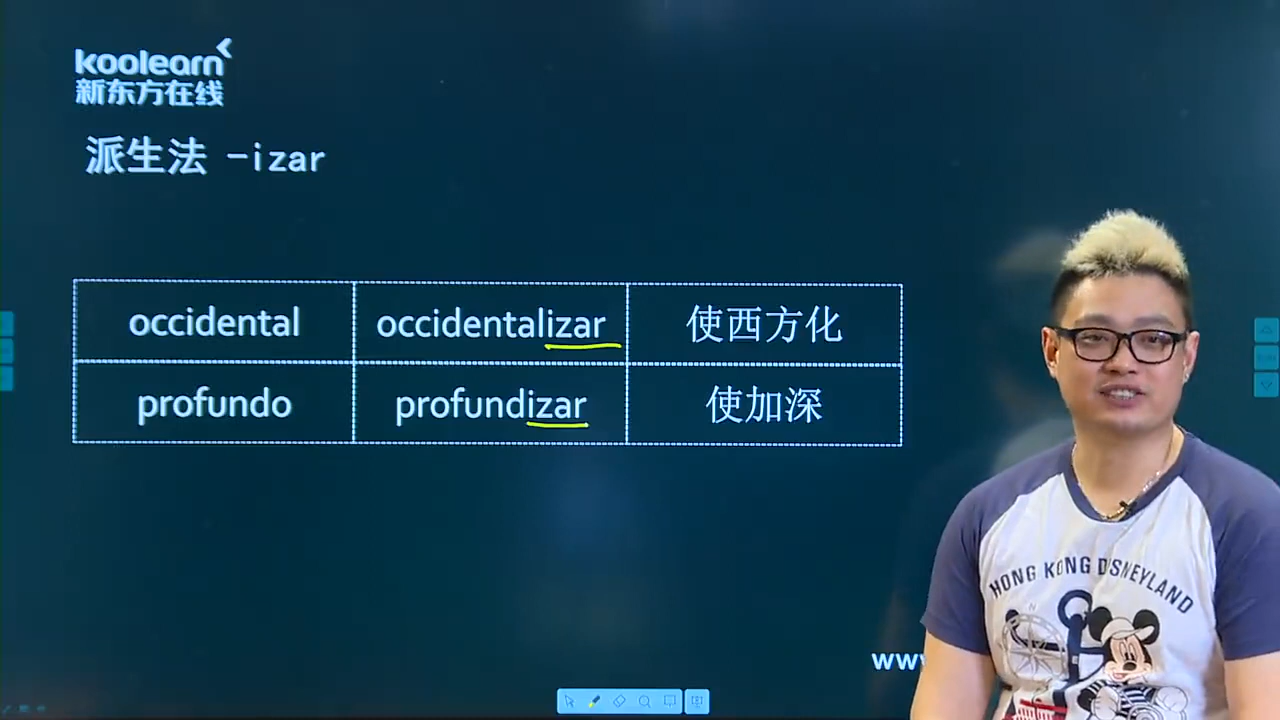 koolearn
新东方在线
派生法 -izar
occidental occidentalizar 使西方化
profundo profundizar 使加深
HONG KONG DISNEYLAND
N
www